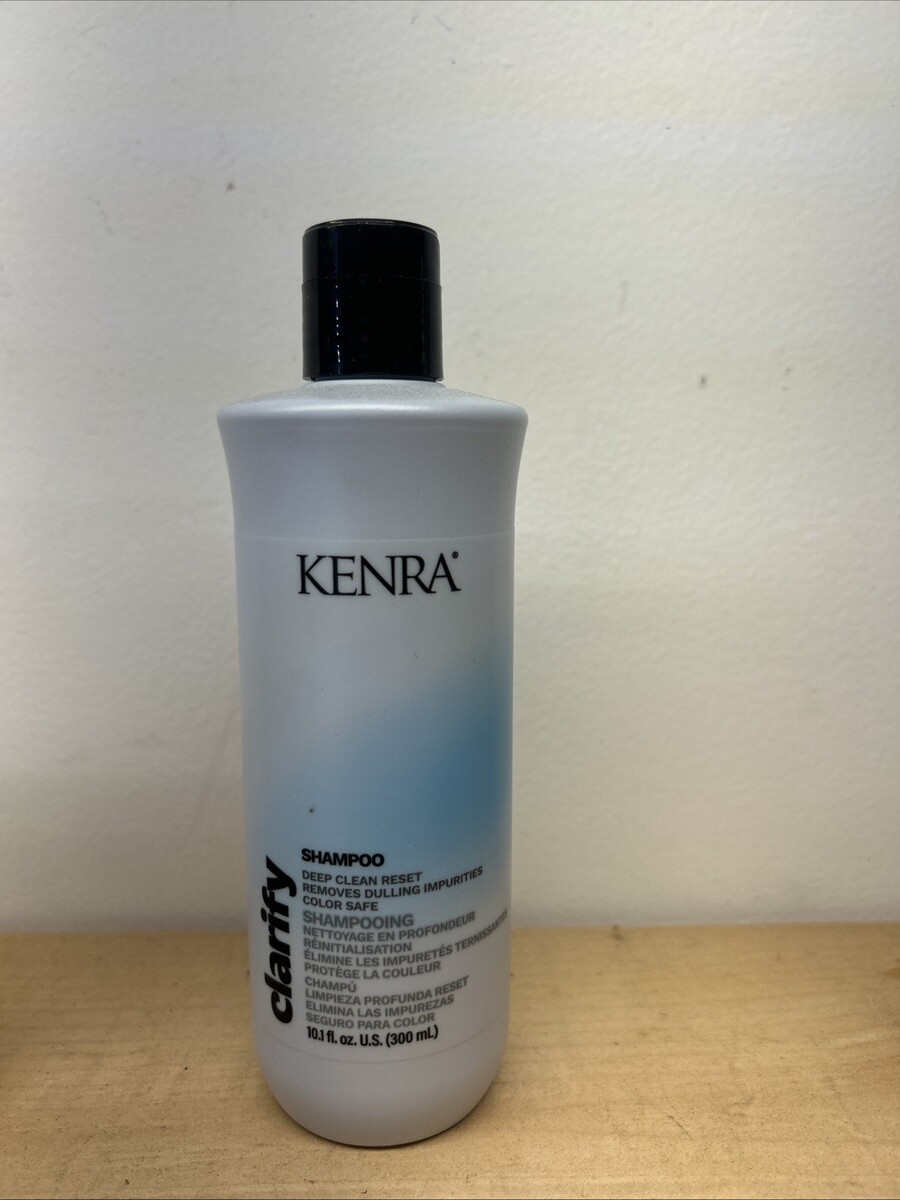 KENRA®
clarify
SHAMPOO
DEEP CLEAN RESET
REMOVES DULLING IMPURITIES
COLOR SAFE
SHAMPOOING
NETTOYAGE EN PROFONDEUR
RÉINITIALISATION
ÉLIMINE LES IMPURETÉS TERNISSANTES
PROTÈGE LA COULEUR
CHAMPÚ
LIMPIEZA PROFUNDA RESET
ELIMINA LAS IMPUREZAS
SEGURO PARA COLOR
10.1 fl. oz. U.S. (300 mL)